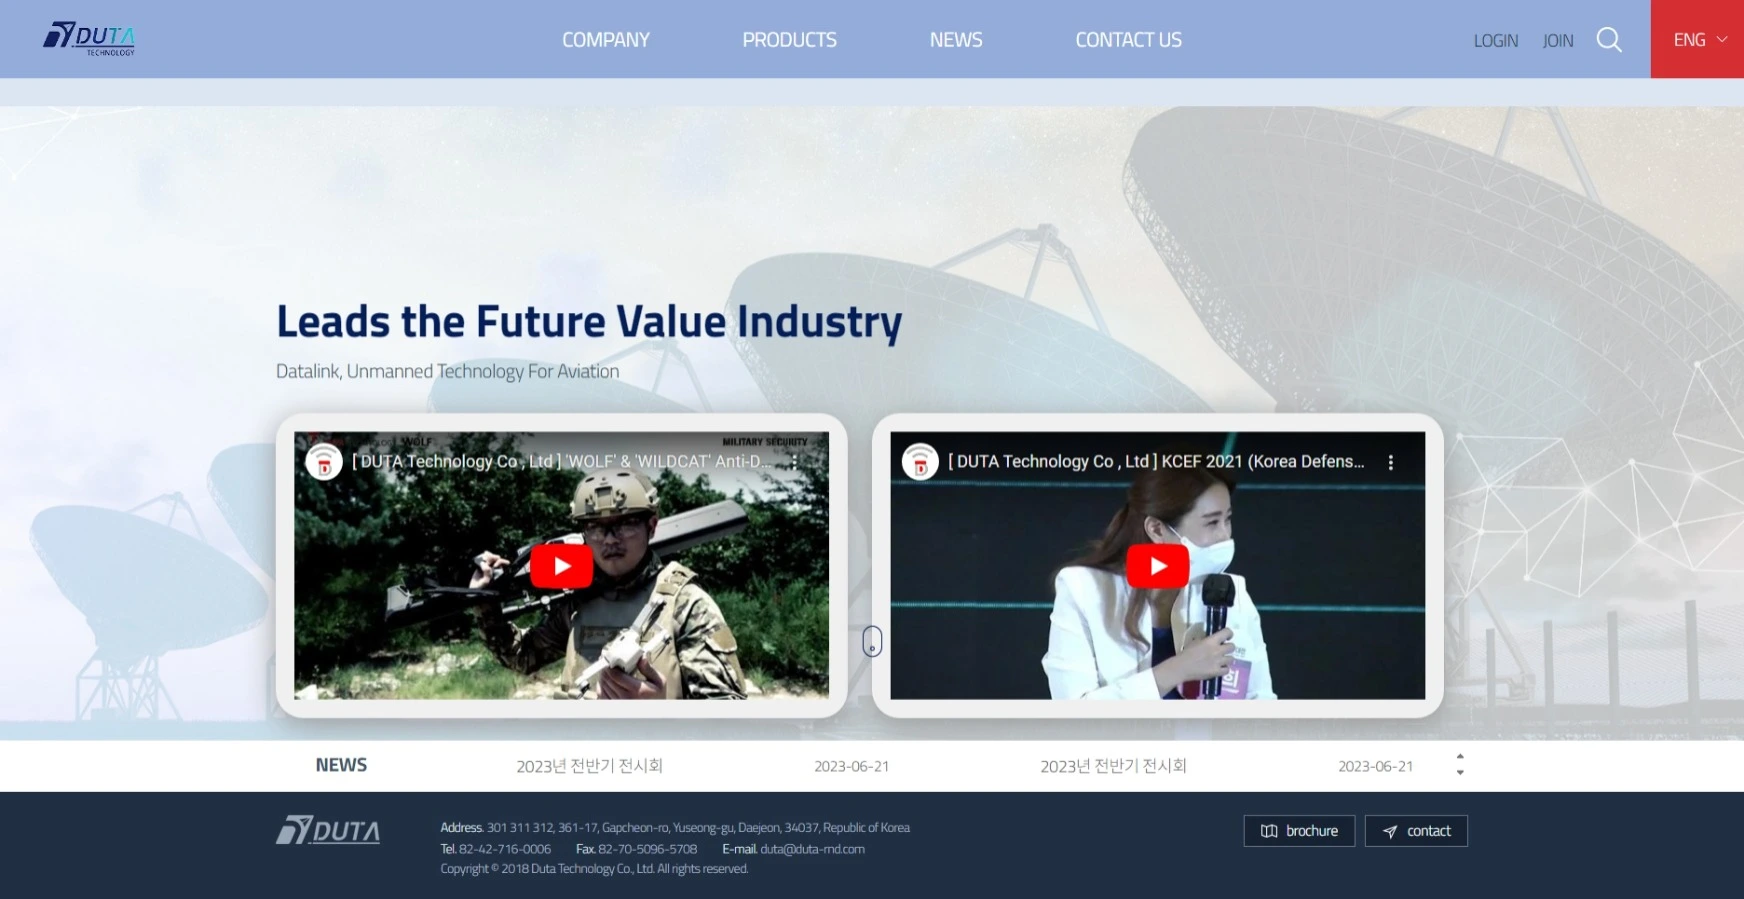 DUTA
TECHNOLOGY
COMPANY PRODUCTS NEWS CONTACT US LOGIN JOIN ENG
Leads the Future Value Industry
Datalink, Unmanned Technology For Aviation
WOLF MILITARY SECURITY
[ DUTA Technology Co , Ltd ] 'WOLF' & 'WILDCAT' Anti-D...
[ DUTA Technology Co , Ltd ] KCEF 2021 (Korea Defens...
NEWS 2023년 전반기 전시회 2023-06-21 2023년 전반기 전시회 2023-06-21
DUTA
Address. 301 311 312, 361-17, Gapcheon-ro, Yuseong-gu, Daejeon, 34037, Republic of Korea
Tel. 82-42-716-0006 Fax. 82-70-5096-5708 E-mail. duta@duta-rnd.com
Copyright © 2018 Duta Technology Co., Ltd. All rights reserved.
brochure contact